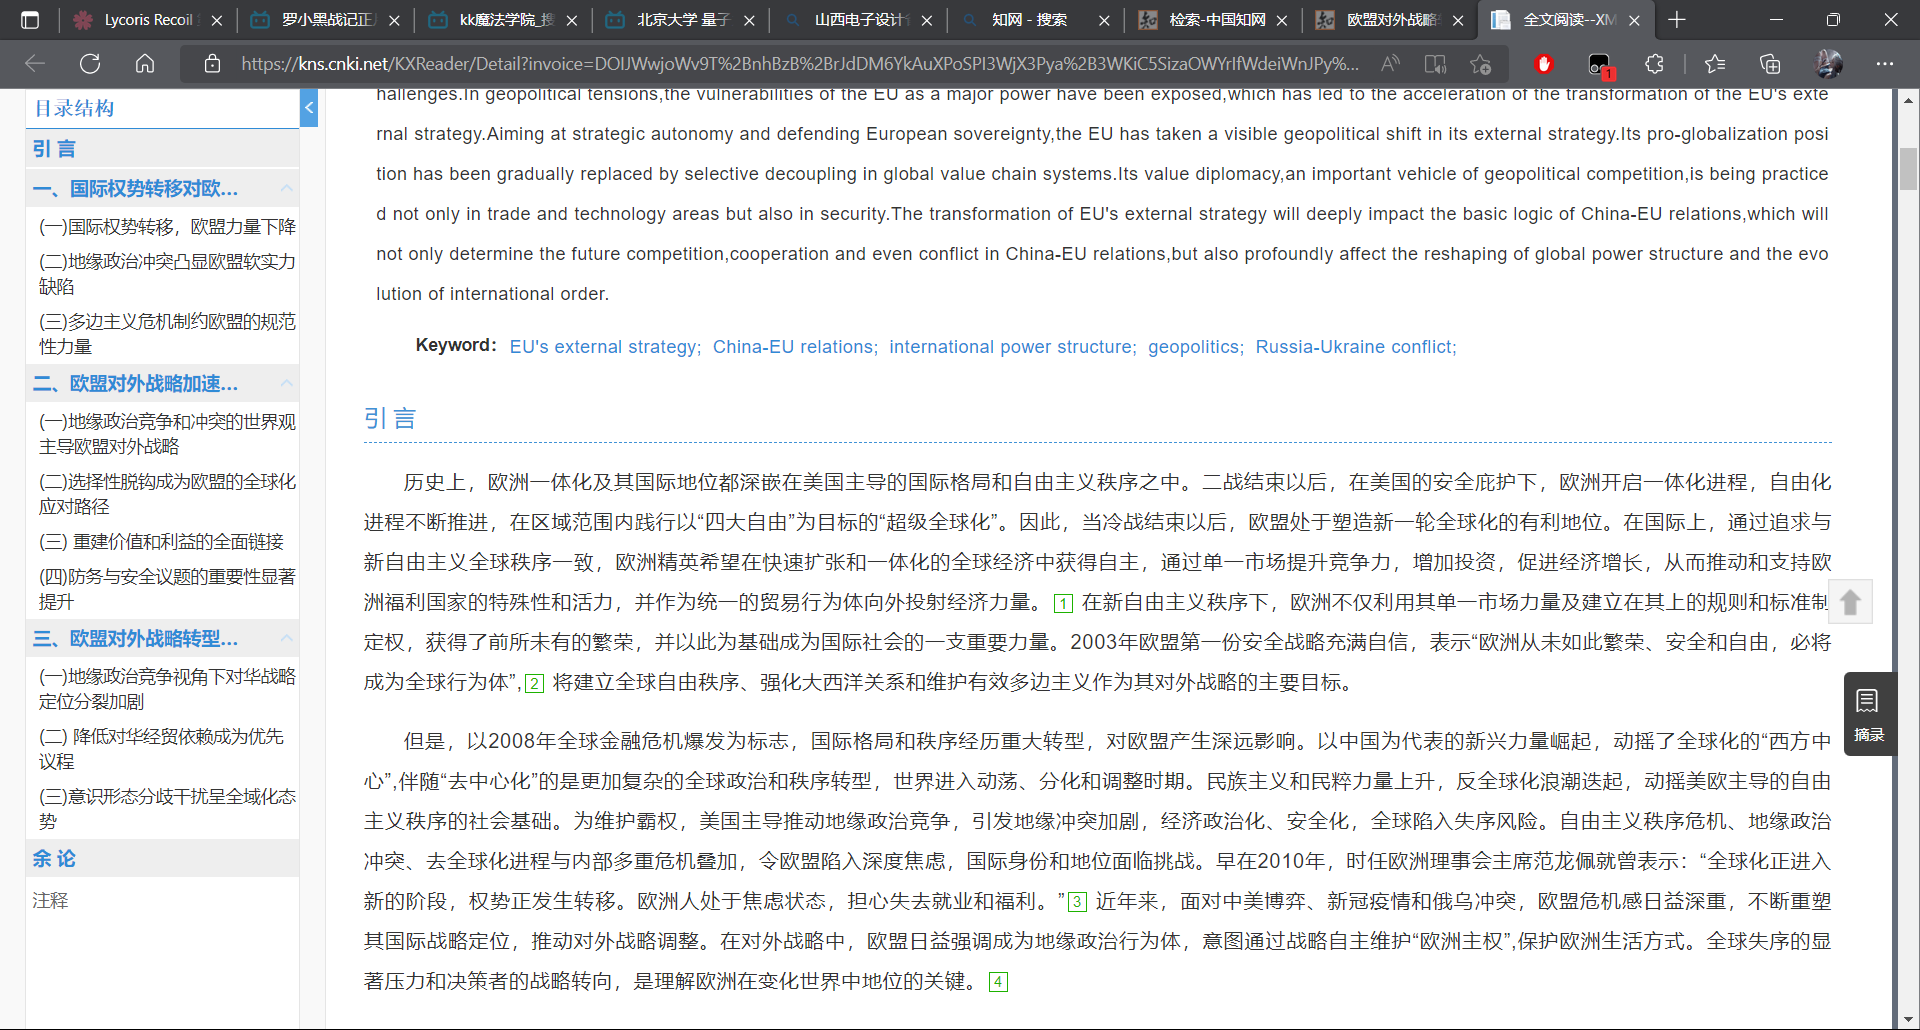 Lycoris Recoil
罗小黑战记正
kk魔法学院_搜
北京大学 量子
山西电子设计
知网 - 搜索
检索-中国知网
欧盟对外战略
全文阅读--XM
https://kns.cnki.net/KXReader/Detail?invoice=DOIJWwjoWv9T%2BnhBzB%2BrJdDM6YkAuXPoSPI3WjX3Pya%2B3WKiC5SizaOWYrIfWdeiWnJPy%...
1
目录结构
引 言
一、国际权势转移对欧...
(一)国际权势转移，欧盟力量下降
(二)地缘政治冲突凸显欧盟软实力
缺陷
(三)多边主义危机制约欧盟的规范
性力量
二、欧盟对外战略加速...
(一)地缘政治竞争和冲突的世界观
主导欧盟对外战略
(二)选择性脱钩成为欧盟的全球化
应对路径
(三) 重建价值和利益的全面链接
(四)防务与安全议题的重要性显著
提升
三、欧盟对外战略转型...
(一)地缘政治竞争视角下对华战略
定位分裂加剧
(二) 降低对华经贸依赖成为优先
议程
(三)意识形态分歧干扰呈全域化态
势
余 论
注释
hallenges.In geopolitical tensions,the vulnerabilities of the EU as a major power have been exposed,which has led to the acceleration of the transformation of the EU's exte
rnal strategy.Aiming at strategic autonomy and defending European sovereignty,the EU has taken a visible geopolitical shift in its external strategy.Its pro-globalization posi
tion has been gradually replaced by selective decoupling in global value chain systems.Its value diplomacy,an important vehicle of geopolitical competition,is being practice
d not only in trade and technology areas but also in security.The transformation of EU's external strategy will deeply impact the basic logic of China-EU relations,which will
not only determine the future competition,cooperation and even conflict in China-EU relations,but also profoundly affect the reshaping of global power structure and the evo
lution of international order.
Keyword: EU's external strategy; China-EU relations; international power structure; geopolitics; Russia-Ukraine conflict;
引 言
历史上，欧洲一体化及其国际地位都深嵌在美国主导的国际格局和自由主义秩序之中。二战结束以后，在美国的安全庇护下，欧洲开启一体化进程，自由化
进程不断推进，在区域范围内践行以“四大自由”为目标的“超级全球化”。因此，当冷战结束以后，欧盟处于塑造新一轮全球化的有利地位。在国际上，通过追求与
新自由主义全球秩序一致，欧洲精英希望在快速扩张和一体化的全球经济中获得自主，通过单一市场提升竞争力，增加投资，促进经济增长，从而推动和支持欧
洲福利国家的特殊性和活力，并作为统一的贸易行为体向外投射经济力量。 1 在新自由主义秩序下，欧洲不仅利用其单一市场力量及建立在其上的规则和标准制
定权，获得了前所未有的繁荣，并以此为基础成为国际社会的一支重要力量。2003年欧盟第一份安全战略充满自信，表示“欧洲从未如此繁荣、安全和自由，必将
成为全球行为体”, 2 将建立全球自由秩序、强化大西洋关系和维护有效多边主义作为其对外战略的主要目标。
但是，以2008年全球金融危机爆发为标志，国际格局和秩序经历重大转型，对欧盟产生深远影响。以中国为代表的新兴力量崛起，动摇了全球化的“西方中
心”,伴随“去中心化”的是更加复杂的全球政治和秩序转型，世界进入动荡、分化和调整时期。民族主义和民粹力量上升，反全球化浪潮迭起，动摇美欧主导的自由
主义秩序的社会基础。为维护霸权，美国主导推动地缘政治竞争，引发地缘冲突加剧，经济政治化、安全化，全球陷入失序风险。自由主义秩序危机、地缘政治
冲突、去全球化进程与内部多重危机叠加，令欧盟陷入深度焦虑，国际身份和地位面临挑战。早在2010年，时任欧洲理事会主席范龙佩就曾表示：“全球化正进入
新的阶段，权势正发生转移。欧洲人处于焦虑状态，担心失去就业和福利。” 3 近年来，面对中美博弈、新冠疫情和俄乌冲突，欧盟危机感日益深重，不断重塑
其国际战略定位，推动对外战略调整。在对外战略中，欧盟日益强调成为地缘政治行为体，意图通过战略自主维护“欧洲主权”,保护欧洲生活方式。全球失序的显
著压力和决策者的战略转向，是理解欧洲在变化世界中地位的关键。 4
摘录